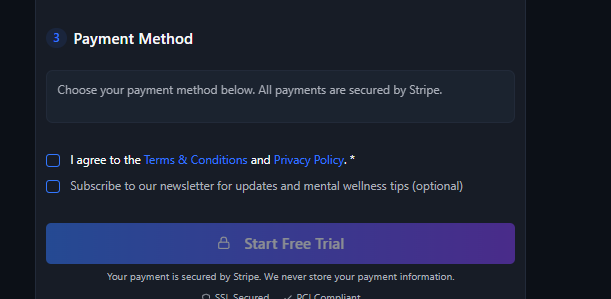 3 Payment Method
Choose your payment method below. All payments are secured by Stripe.
I agree to the Terms & Conditions and Privacy Policy. *
Subscribe to our newsletter for updates and mental wellness tips (optional)
Start Free Trial
Your payment is secured by Stripe. We never store your payment information.
SSL Secured PCI Compliant